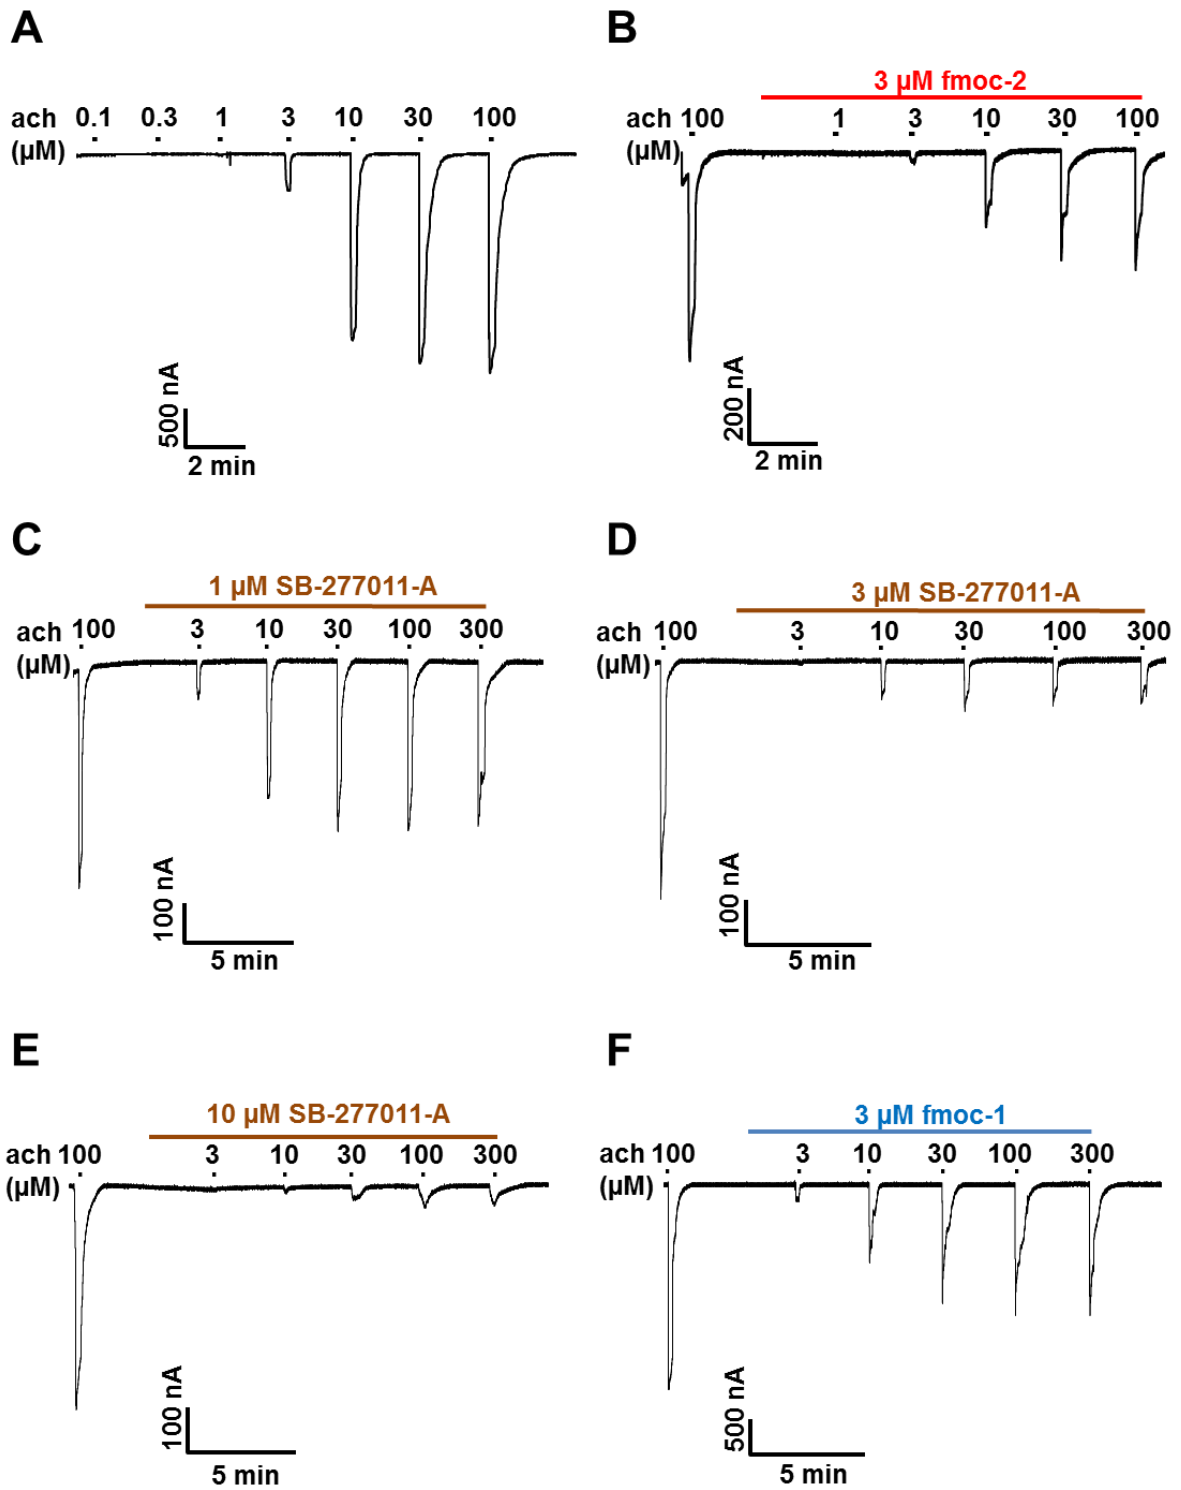 A
ach 0.1 0.3 1 3 10 30 100
(µM)
500 nA
2 min
B
3 µM fmoc-2
ach 100 1 3 10 30 100
(µM)
200 nA
2 min
C
1 µM SB-277011-A
ach 100 3 10 30 100 300
(µM)
100 nA
5 min
D
3 µM SB-277011-A
ach 100 3 10 30 100 300
(µM)
100 nA
5 min
E
10 µM SB-277011-A
ach 100 3 10 30 100 300
(µM)
100 nA
5 min
F
3 µM fmoc-1
ach 100 3 10 30 100 300
(µM)
500 nA
5 min